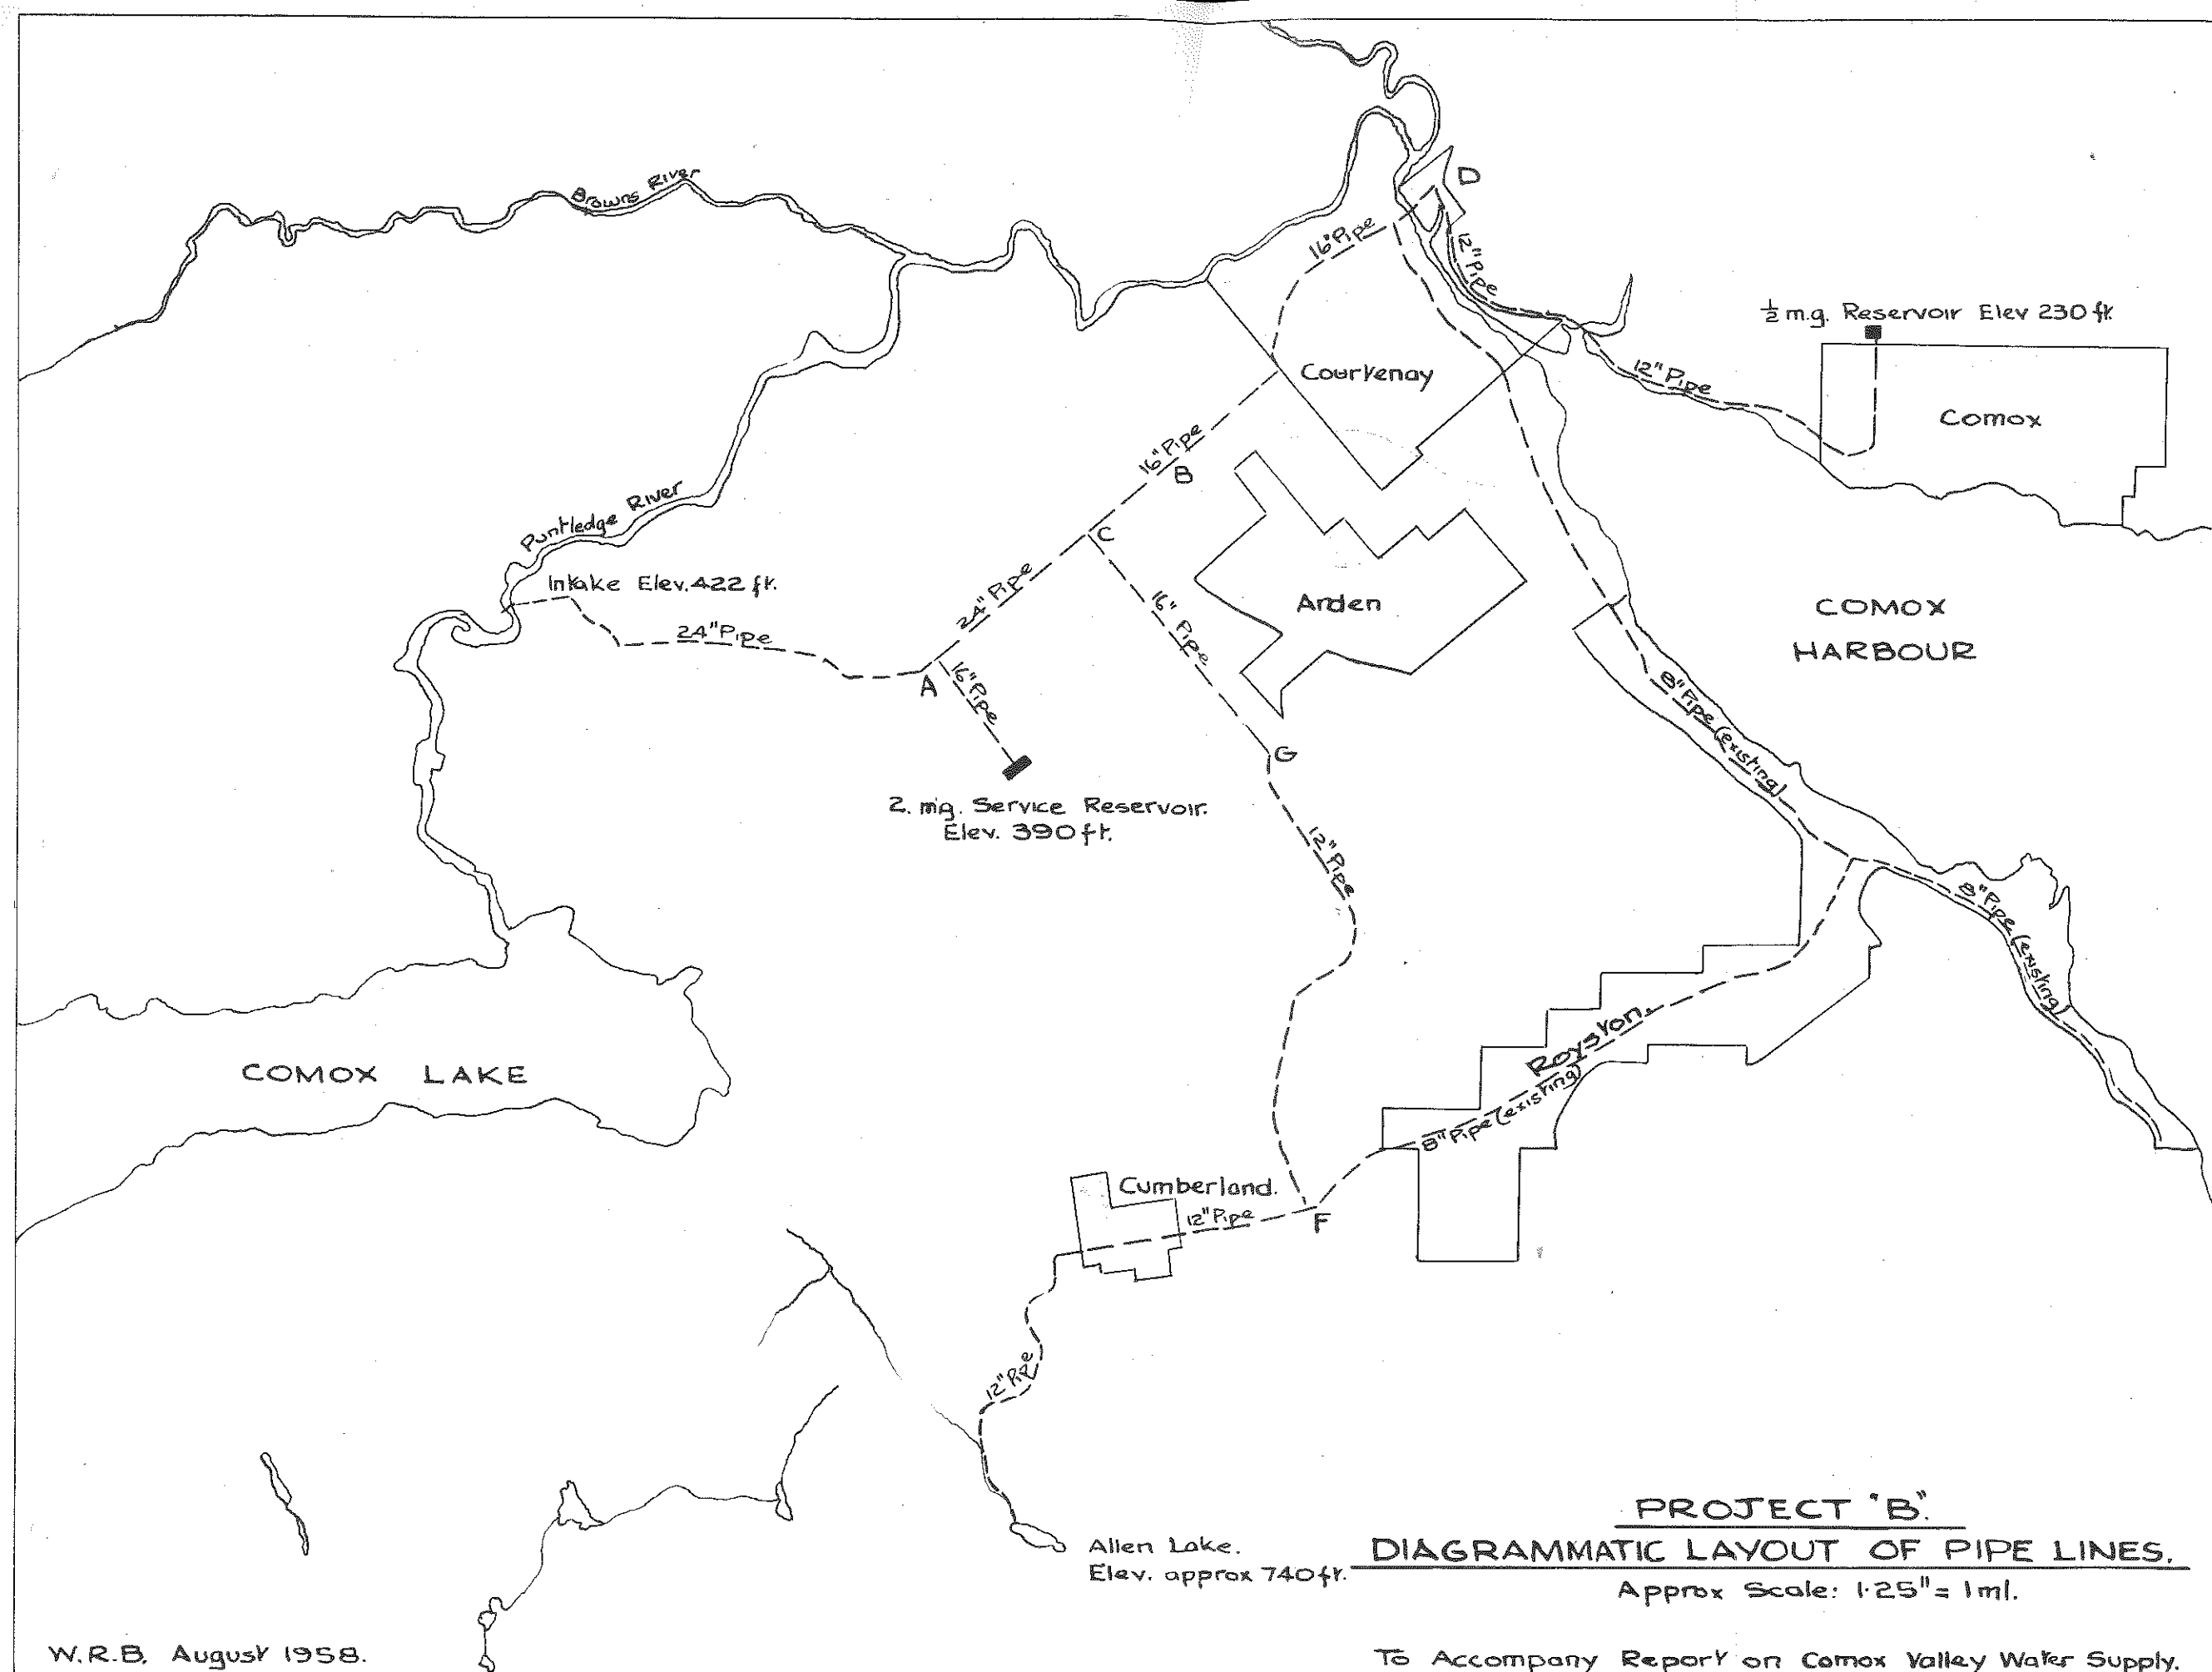 Browns River
D
16" Pipe
12" Pipe
½ m.g. Reservoir Elev 230 ft.
12" Pipe
Courtenay
Comox
16" Pipe
B
Puntledge River
C
Intake Elev. 422 ft.
24" Pipe
16" Pipe
Arden
COMOX
HARBOUR
24" Pipe
A
16" Pipe
8" Pipe (existing)
G
2. mg. Service Reservoir.
Elev. 390 ft.
12" Pipe
8" Pipe (existing)
Royston
COMOX LAKE
8" Pipe (existing)
Cumberland.
12" Pipe
F
12" Pipe
Allen Lake.
Elev. approx 740 ft.
PROJECT "B".
DIAGRAMMATIC LAYOUT OF PIPE LINES.
Approx Scale: 1.25" = 1 ml.
W.R.B. August 1958.
To Accompany Report on Comox Valley Water Supply.